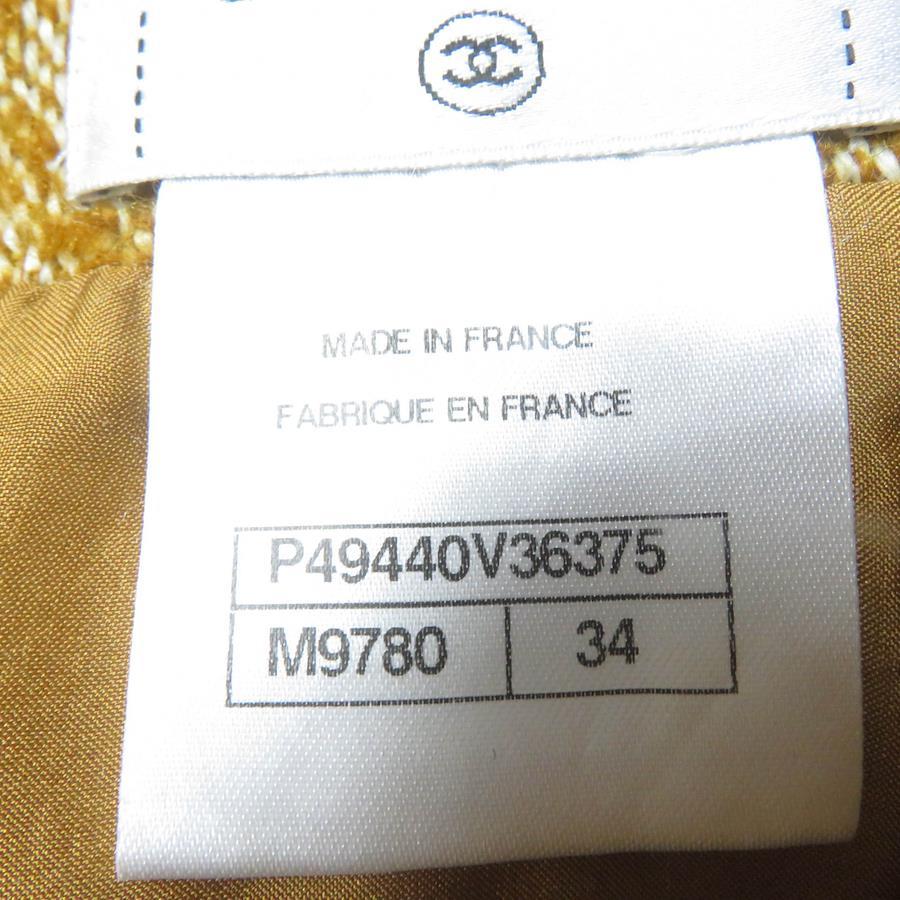 MADE IN FRANCE
FABRIQUE EN FRANCE
P49440V36375
M9780 34